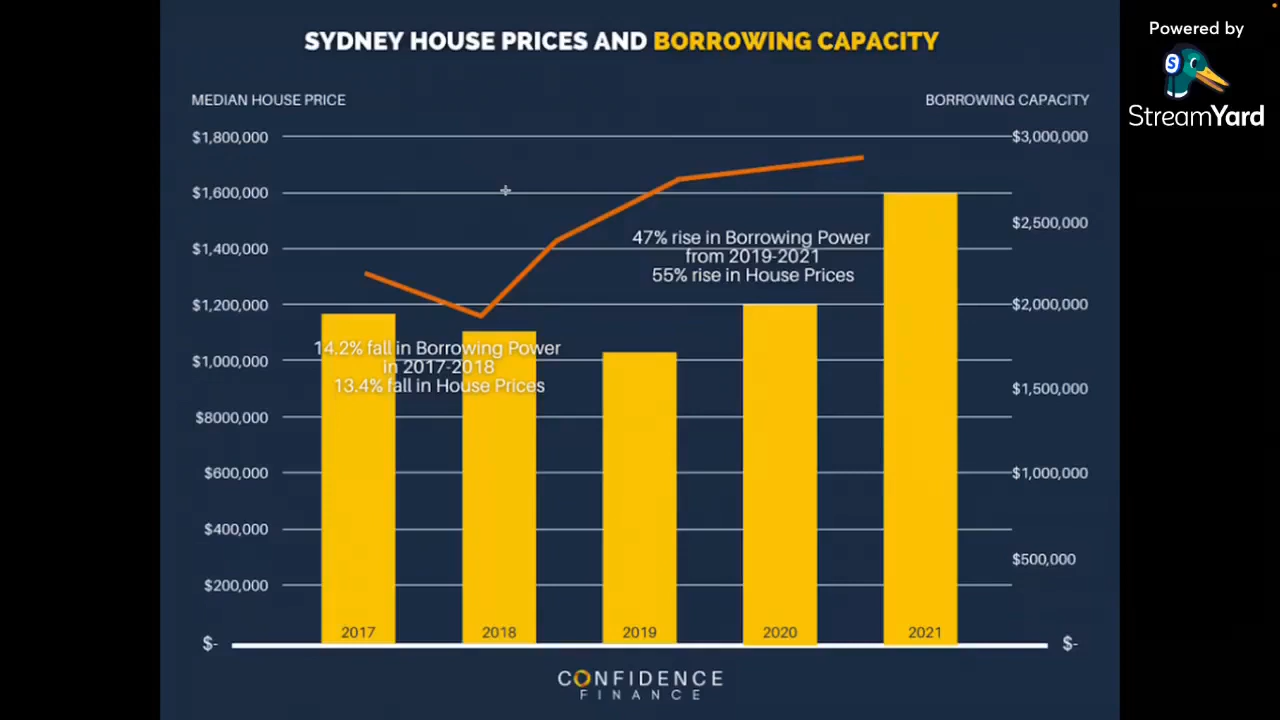 SYDNEY HOUSE PRICES AND BORROWING CAPACITY
Powered by
StreamYard
MEDIAN HOUSE PRICE
BORROWING CAPACITY
$1,800,000
$1,600,000
$1,400,000
$1,200,000
$1,000,000
$8000,000
$600,000
$400,000
$200,000
$-
$3,000,000
$2,500,000
$2,000,000
$1,500,000
$1,000,000
$500,000
$-
47% rise in Borrowing Power
from 2019-2021
55% rise in House Prices
14.2% fall in Borrowing Power
in 2017-2018
13.4% fall in House Prices
2017
2018
2019
2020
2021
CONFIDENCE
FINANCE